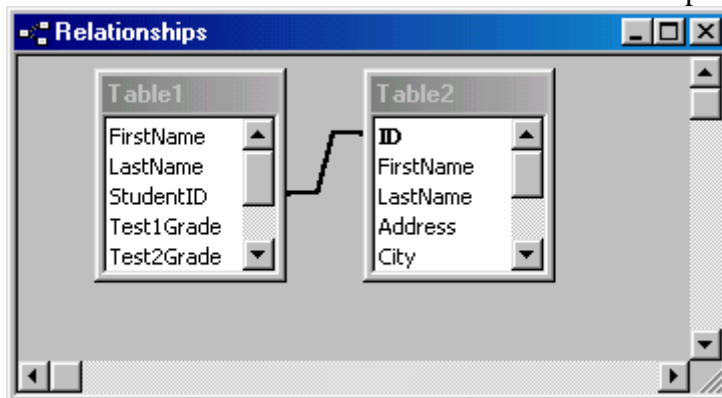 Relationships
Table1
FirstName
LastName
StudentID
Test1Grade
Test2Grade
Table2
ID
FirstName
LastName
Address
City